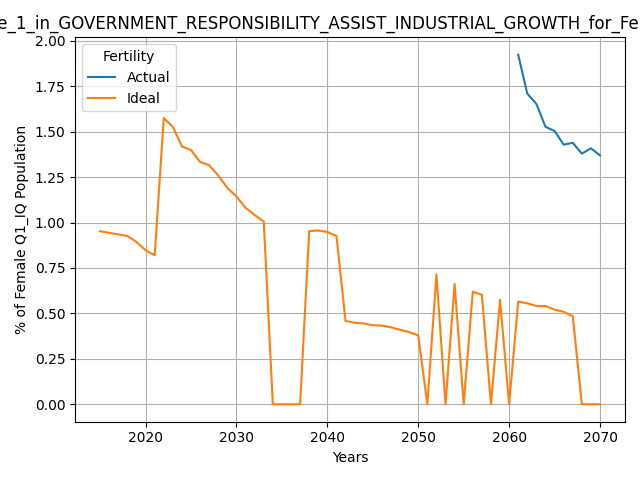 e_1_in_GOVERNMENT_RESPONSIBILITY_ASSIST_INDUSTRIAL_GROWTH_for_Fe
2.00
1.75
1.50
1.25
1.00
0.75
0.50
0.25
0.00
% of Female Q1_IQ Population
Fertility
Actual
Ideal
2020 2030 2040 2050 2060 2070
Years